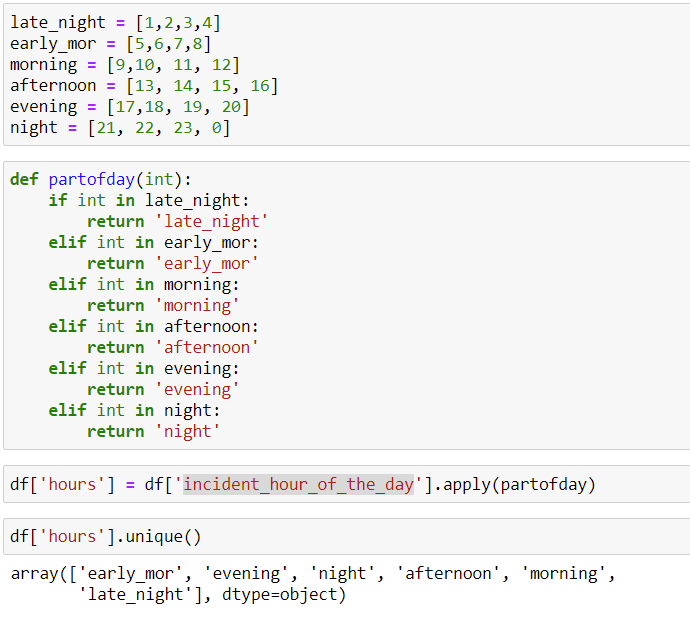 late_night = [1,2,3,4]
early_mor = [5,6,7,8]
morning = [9,10, 11, 12]
afternoon = [13, 14, 15, 16]
evening = [17,18, 19, 20]
night = [21, 22, 23, 0]
def partofday(int):
    if int in late_night:
        return 'late_night'
    elif int in early_mor:
        return 'early_mor'
    elif int in morning:
        return 'morning'
    elif int in afternoon:
        return 'afternoon'
    elif int in evening:
        return 'evening'
    elif int in night:
        return 'night'
df['hours'] = df['incident_hour_of_the_day'].apply(partofday)
df['hours'].unique()
array(['early_mor', 'evening', 'night', 'afternoon', 'morning',
       'late_night'], dtype=object)